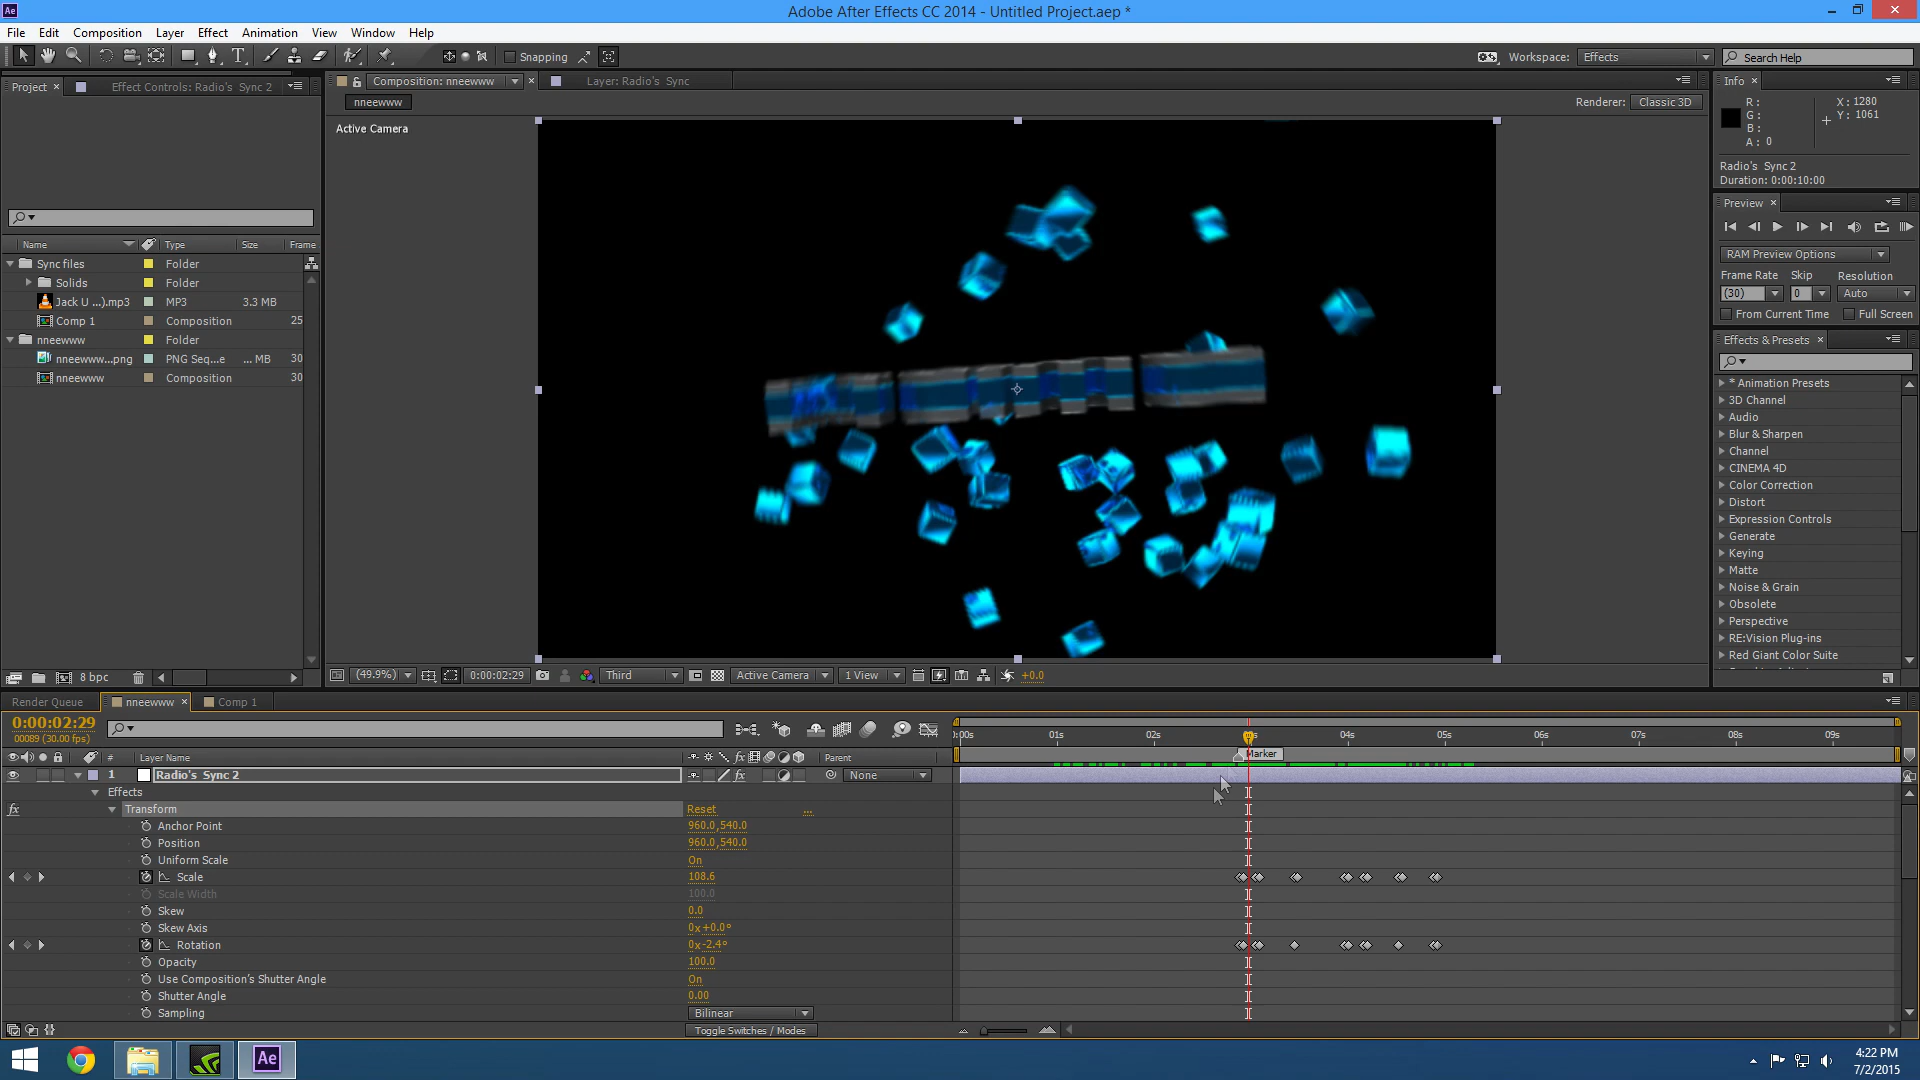 Ae
Adobe After Effects CC 2014 - Untitled Project.aep *
File Edit Composition Layer Effect Animation View Window Help
T Snapping Workspace: Effects Search Help
Project × Effect Controls: Radio's Sync 2
Composition: nneewww × Layer: Radio's Sync
nneewww Renderer: Classic 3D
Active Camera
Name Type Size Frame
Sync files Folder
Solids Folder
Jack U ...).mp3 MP3 3.3 MB
Comp 1 Composition 25
nneewww Folder
nneewww...png PNG Seq...e ... MB 30
nneewww Composition 30
8 bpc
(49.9%) 0:00:02:29 Third Active Camera 1 View +0.0
Info ×
R : X : 1280
G : Y : 1061
B :
A : 0
Radio's Sync 2
Duration: 0:00:10:00
Preview ×
RAM Preview Options
Frame Rate Skip Resolution
(30) 0 Auto
From Current Time Full Screen
Effects & Presets ×
* Animation Presets
3D Channel
Audio
Blur & Sharpen
Channel
CINEMA 4D
Color Correction
Distort
Expression Controls
Generate
Keying
Matte
Noise & Grain
Obsolete
Perspective
RE:Vision Plug-ins
Red Giant Color Suite
Render Queue nneewww × Comp 1
0:00:02:29
00089 (30.00 fps)
:00s 01s 02s 04s 05s 06s 07s 08s 09s
Marker
# Layer Name fx Parent
1 Radio's Sync 2 fx None
Effects
fx Transform Reset ...
Anchor Point 960.0,540.0
Position 960.0,540.0
Uniform Scale On
Scale 108.6
Scale Width 100.0
Skew 0.0
Skew Axis 0x+0.0°
Rotation 0x-2.4°
Opacity 100.0
Use Composition's Shutter Angle On
Shutter Angle 0.00
Sampling Bilinear
Toggle Switches / Modes
Ae
4:22 PM
7/2/2015